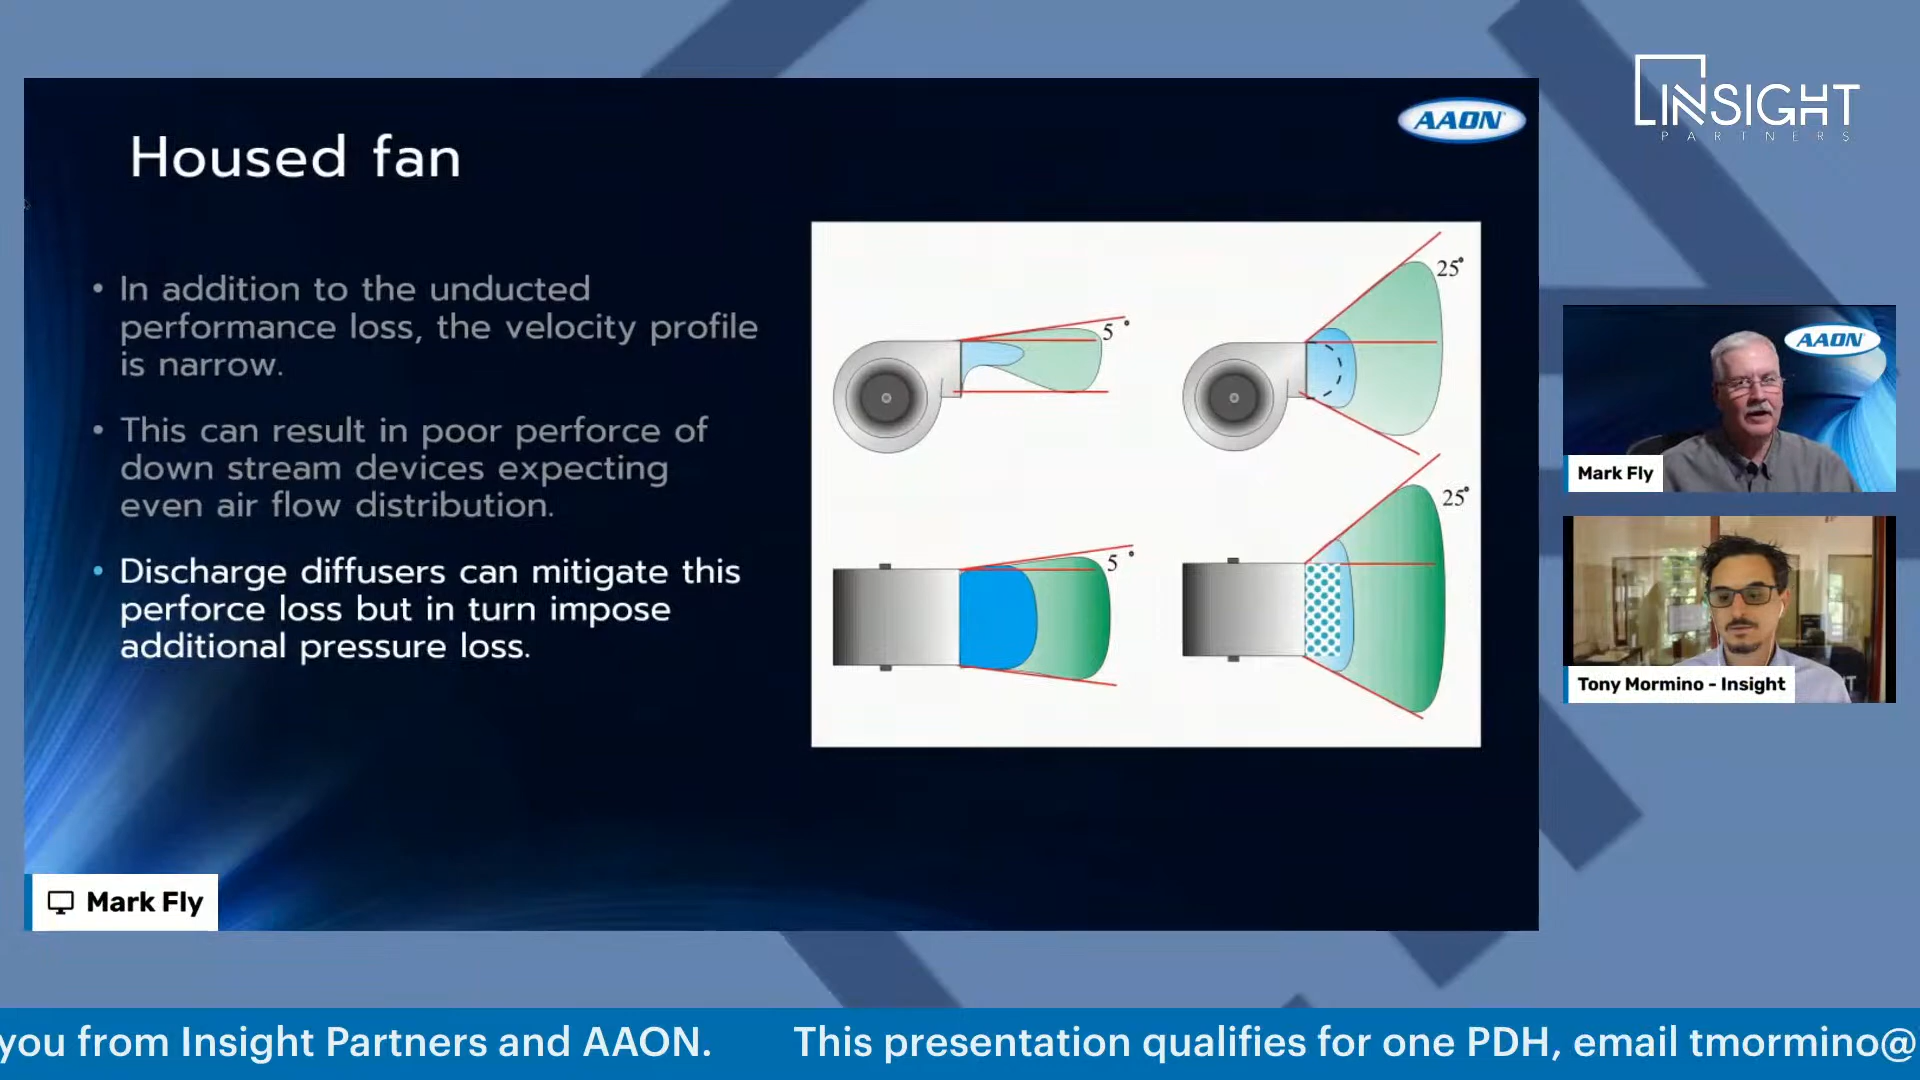 INSIGHT
PARTNERS
AAON
Housed fan
• In addition to the unducted
performance loss, the velocity profile
is narrow.
• This can result in poor perforce of
down stream devices expecting
even air flow distribution.
• Discharge diffusers can mitigate this
perforce loss but in turn impose
additional pressure loss.
5°
25°
5°
25°
AAON
Mark Fly
Tony Mormino - Insight
Mark Fly
you from Insight Partners and AAON. This presentation qualifies for one PDH, email tmormino@